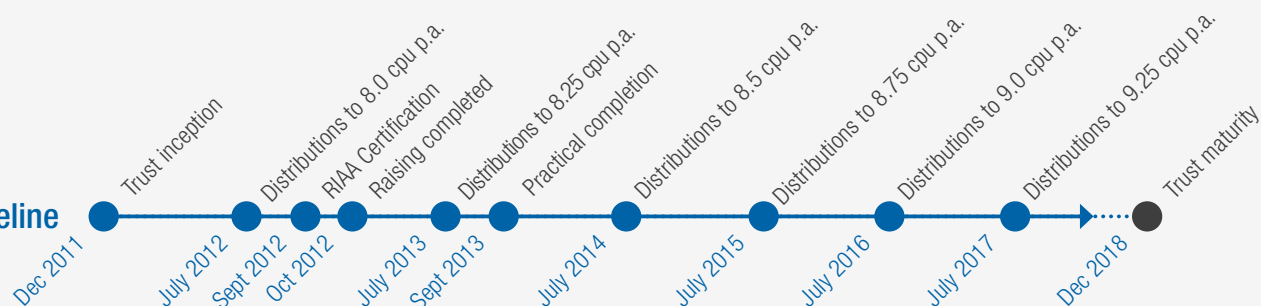 Trust inception
Distributions to 8.0 cpu p.a.
RIAA Certification
Raising completed
Distributions to 8.25 cpu p.a.
Practical completion
Distributions to 8.5 cpu p.a.
Distributions to 8.75 cpu p.a.
Distributions to 9.0 cpu p.a.
Distributions to 9.25 cpu p.a.
Trust maturity
eline
Dec 2011
July 2012
Sept 2012
Oct 2012
July 2013
Sept 2013
July 2014
July 2015
July 2016
July 2017
Dec 2018